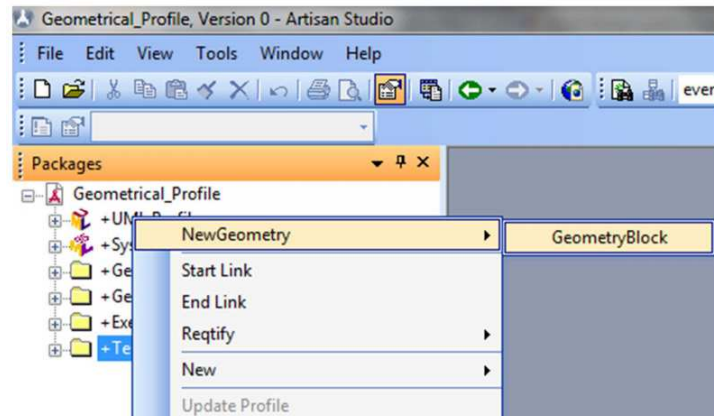 Geometrical_Profile, Version 0 - Artisan Studio
File Edit View Tools Window Help
ever
Packages
Geometrical_Profile
+UML Profile
+Sys
+Ge
+Ge
+Exe
+Te
NewGeometry
GeometryBlock
Start Link
End Link
Reqtify
New
Update Profile